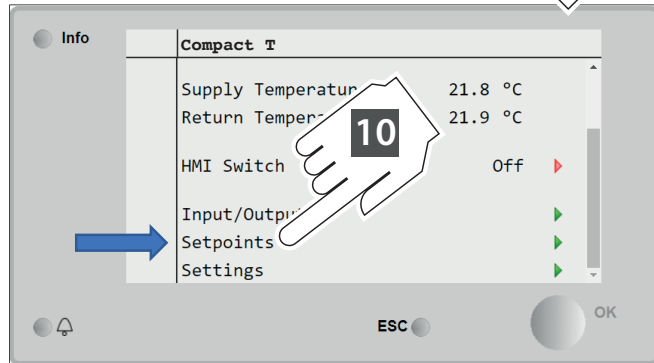 Info
Compact T
Supply Temperatur 21.8 °C
Return Tempera 21.9 °C
10
HMI Switch Off
Input/Outpu
Setpoints
Settings
ESC
OK